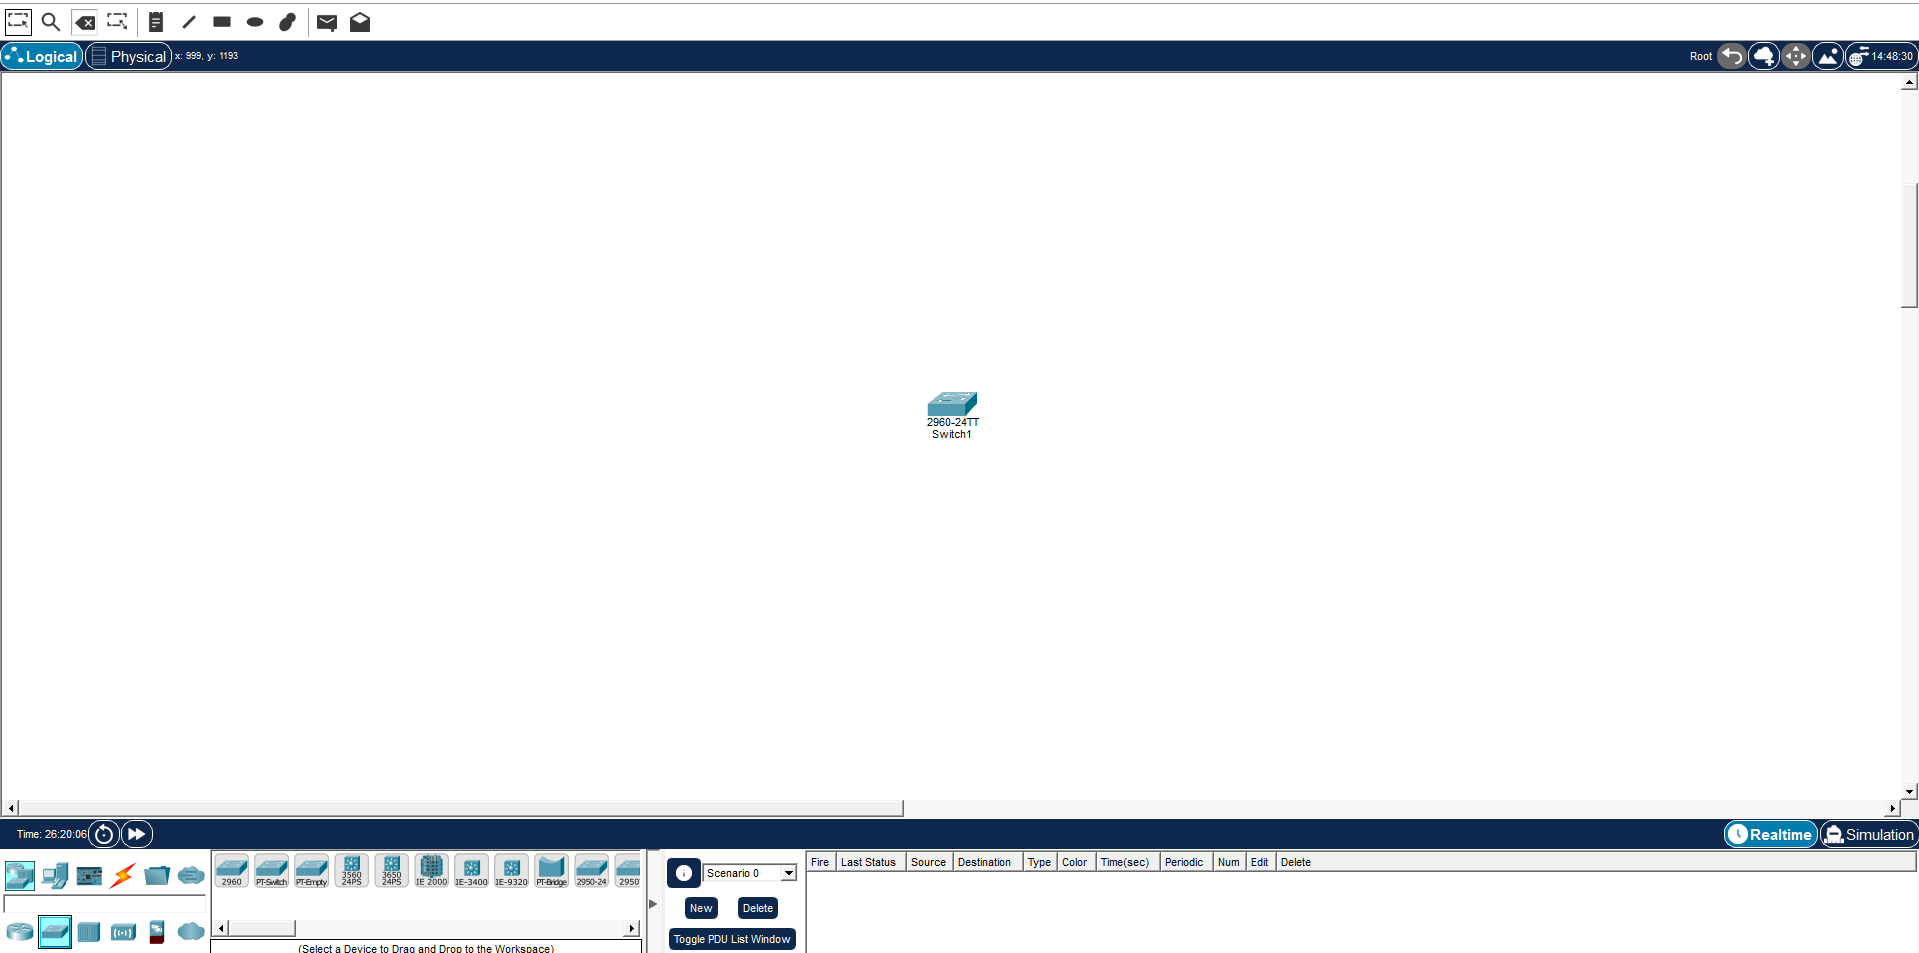 Logical Physical x: 999, y: 1193 Root 14:48:30
2960-24TT
Switch1
Time: 26:20:06 Realtime Simulation
2960 PT-Switch PT-Empty 3560 24PS 3650 24PS IE 2000 IE-3400 IE-9320 PT-Bridge 2950-24 2950
Scenario 0
New Delete
Toggle PDU List Window
(Select a Device to Drag and Drop to the Workspace)
Fire Last Status Source Destination Type Color Time(sec) Periodic Num Edit Delete